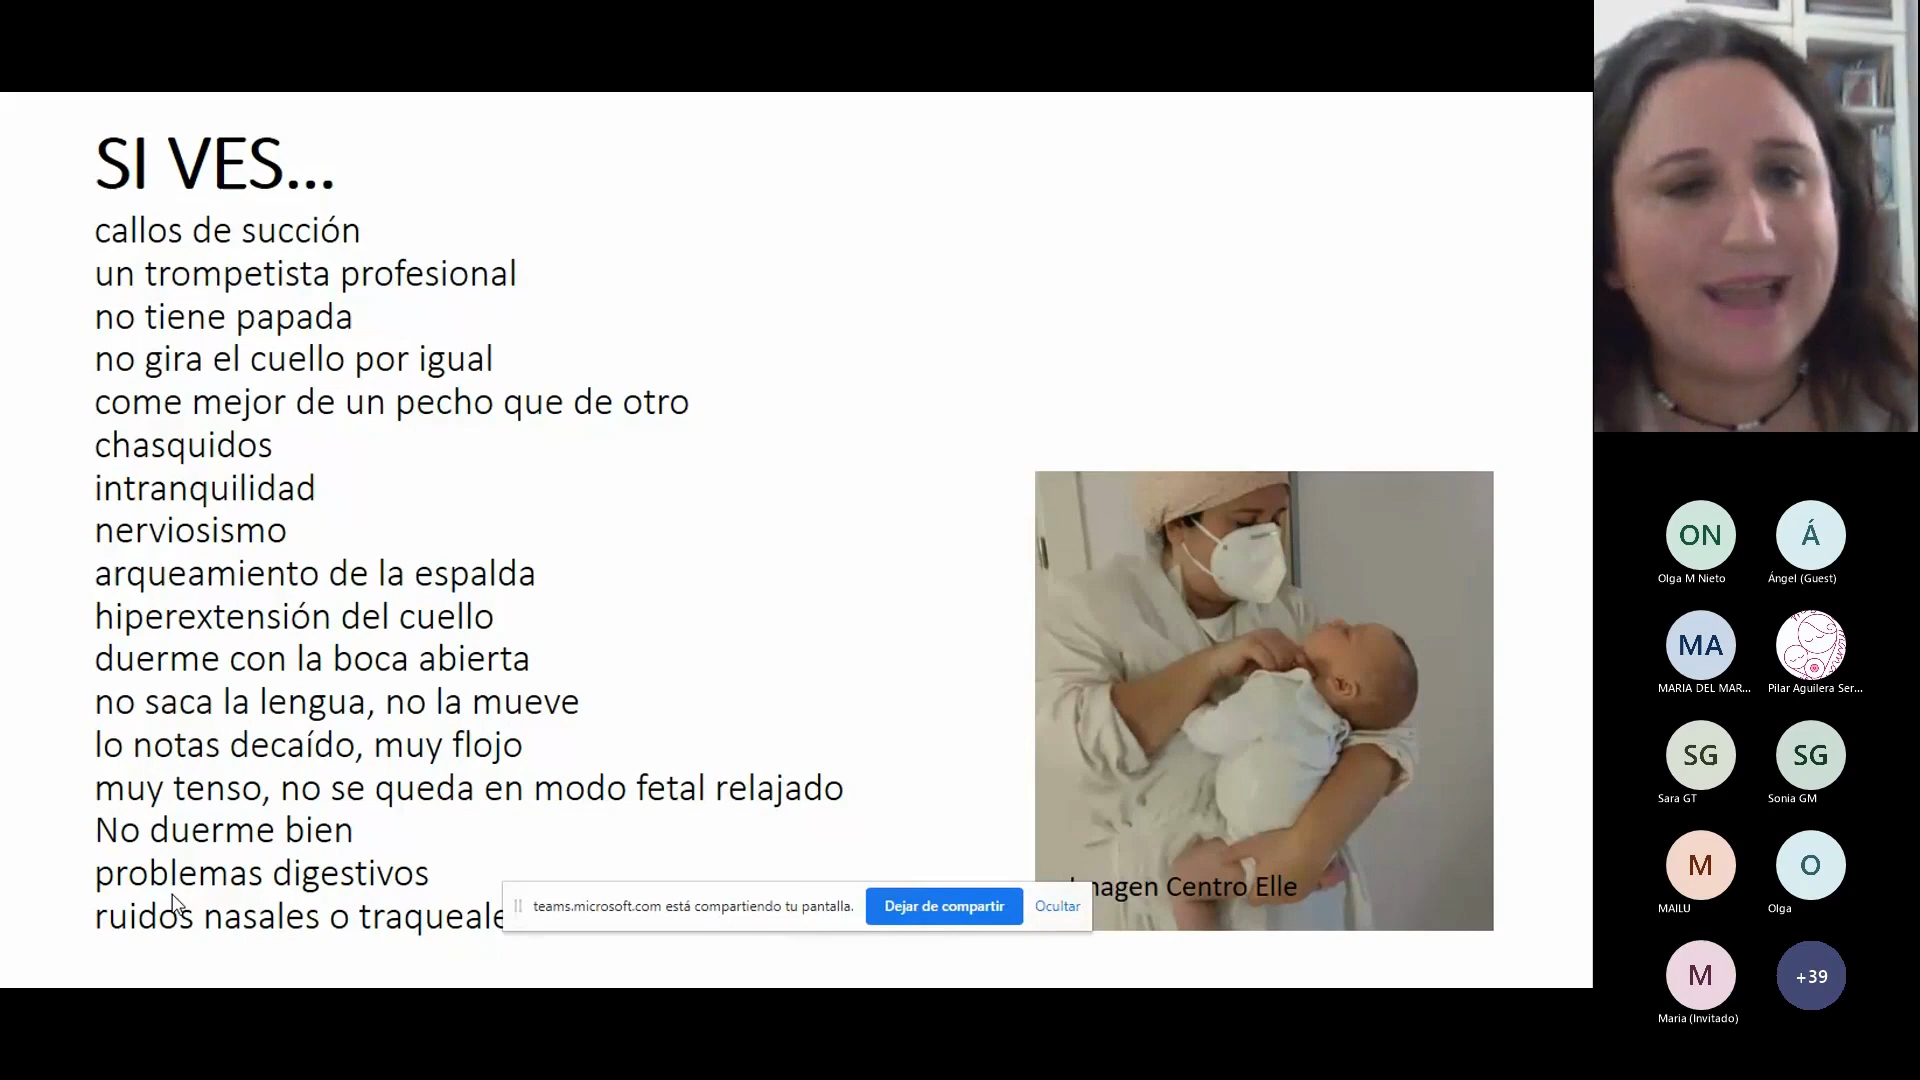 SI VES...
callos de succión
un trompetista profesional
no tiene papada
no gira el cuello por igual
come mejor de un pecho que de otro
chasquidos
intranquilidad
nerviosismo
arqueamiento de la espalda
hiperextensión del cuello
duerme con la boca abierta
no saca la lengua, no la mueve
lo notas decaído, muy flojo
muy tenso, no se queda en modo fetal relajado
No duerme bien
problemas digestivos
ruidos nasales o
teams.microsoft.com está compartiendo tu pantalla.
Dejar de compartir
Ocultar
Centro Elle
ON
Olga M Nieto
Á
Ángel (Guest)
MA
MARIA DEL MAR...
Pilar Aguilera Ser...
SG
Sara GT
SG
Sonia GM
M
MAILU
O
Olga
M
Maria (Invitado)
+39